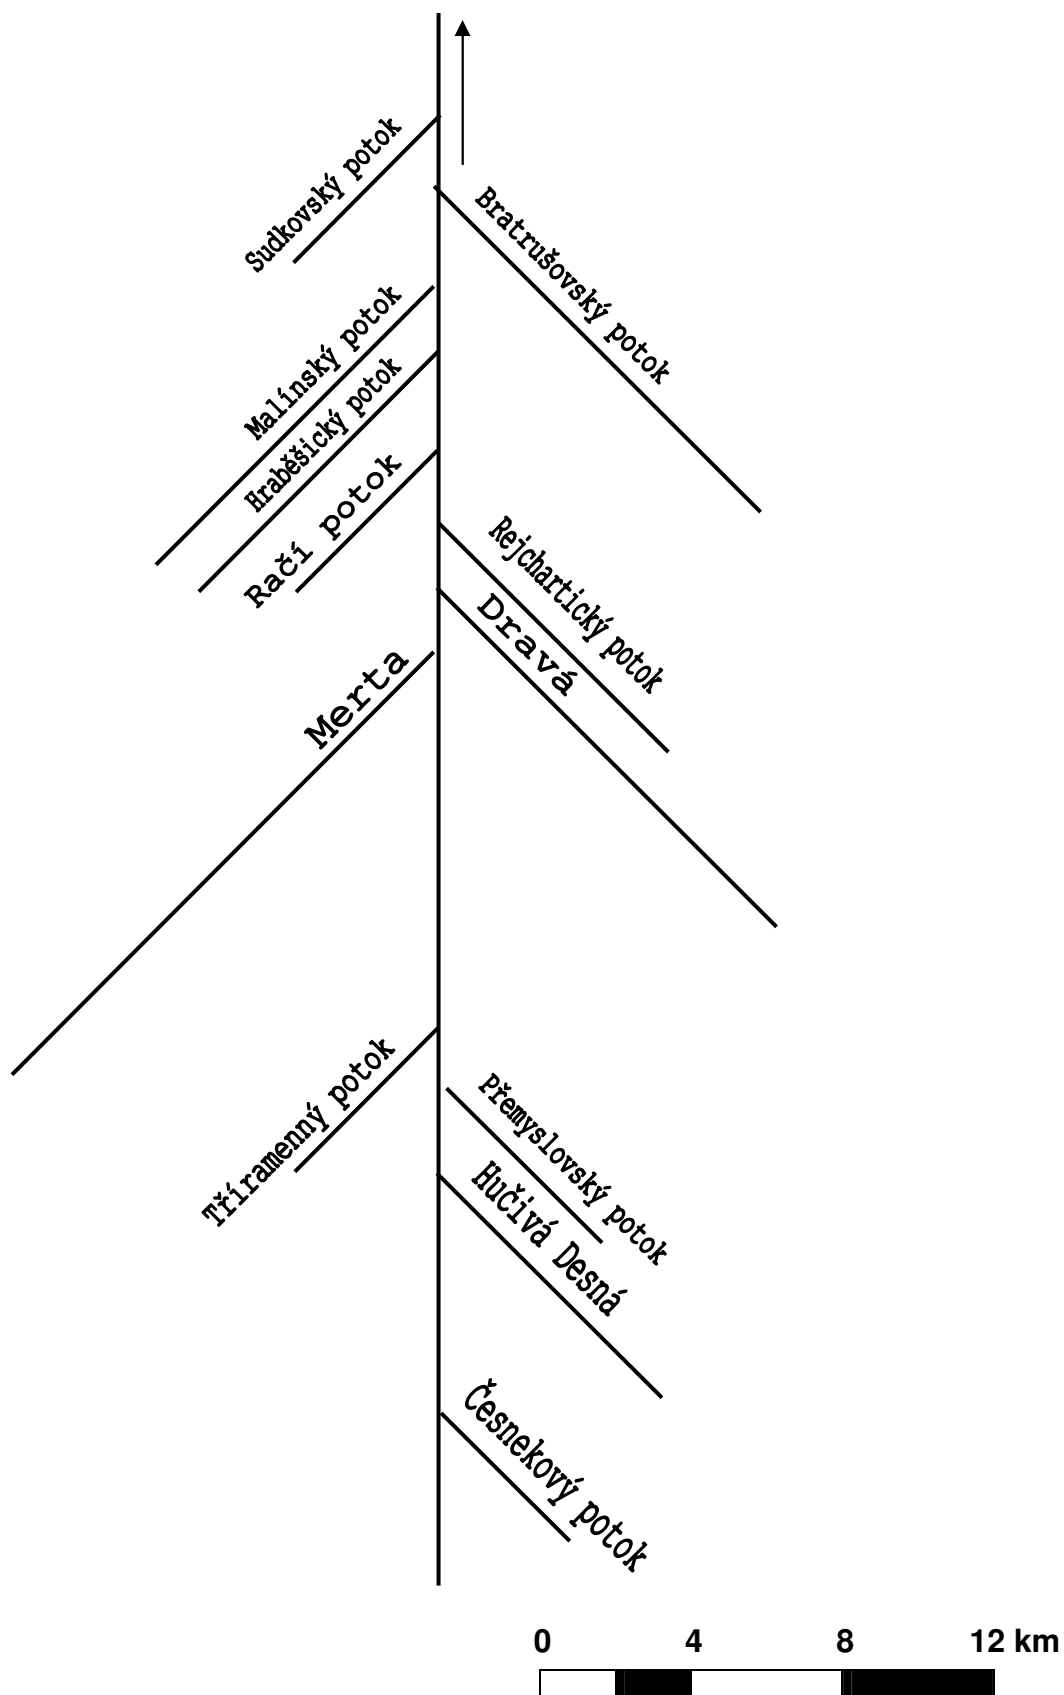 Sudkovský potok
Bratrušovský potok
Malínský potok
Hraběšický potok
Račí potok
Rejchartický potok
Dravá
Merta
Tříramenný potok
Přemyslovský potok
Hučivá Desná
Česnekový potok
0 4 8 12 km